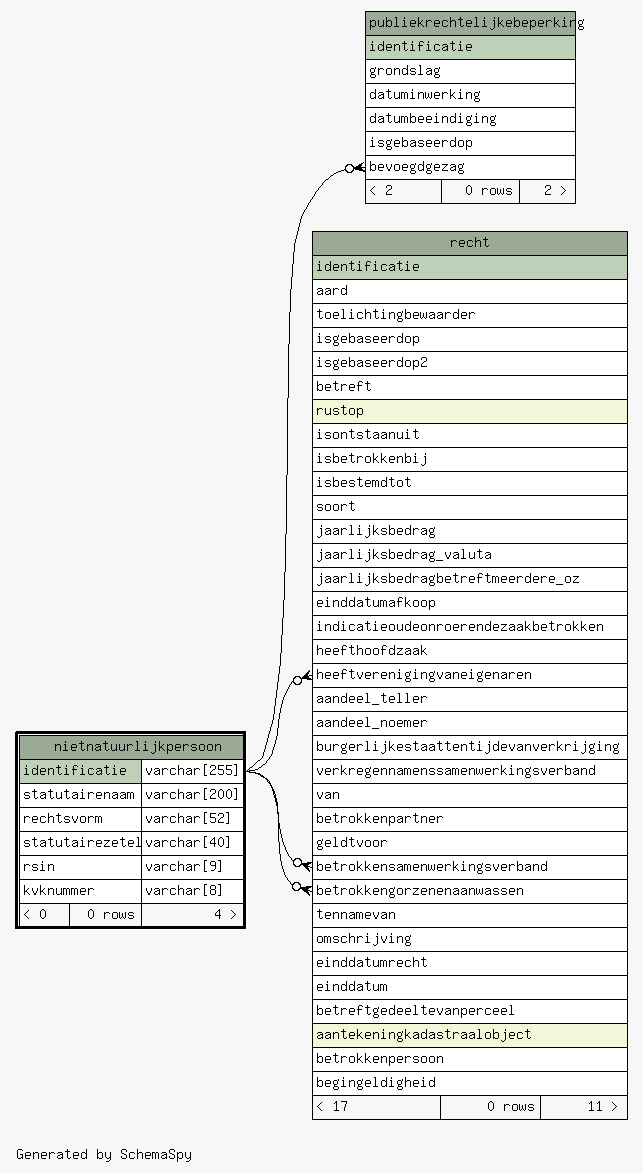 publiekrechtelijkebeperking
identificatie
grondslag
datuminwerking
datumbeeindiging
isgebaseerdop
bevoegdgezag
< 2 0 rows 2 >
recht
identificatie
aard
toelichtingbewaarder
isgebaseerdop
isgebaseerdop2
betreft
rustop
isontstaanuit
isbetrokkenbij
isbestemdtot
soort
jaarlijksbedrag
jaarlijksbedrag_valuta
jaarlijksbedragbetreftmeerdere_oz
einddatumafkoop
indicatieoudeonroerendezaakbetrokken
heefthoofdzaak
heeftverenigingvaneigenaren
aandeel_teller
aandeel_noemer
burgerlijkestaattentijdevanverkrijging
verkregennamenssamenwerkingsverband
van
betrokkenpartner
geldtvoor
betrokkensamenwerkingsverband
betrokkengorzenenaanwassen
tennamevan
omschrijving
einddatumrecht
einddatum
betreftgedeeltevanperceel
aantekeningkadastraalobject
betrokkenpersoon
begingeldigheid
< 17 0 rows 11 >
nietnatuurlijkpersoon
identificatie varchar[255]
statutairenaam varchar[200]
rechtsvorm varchar[52]
statutairezetel varchar[40]
rsin varchar[9]
kvknummer varchar[8]
< 0 0 rows 4 >
Generated by SchemaSpy